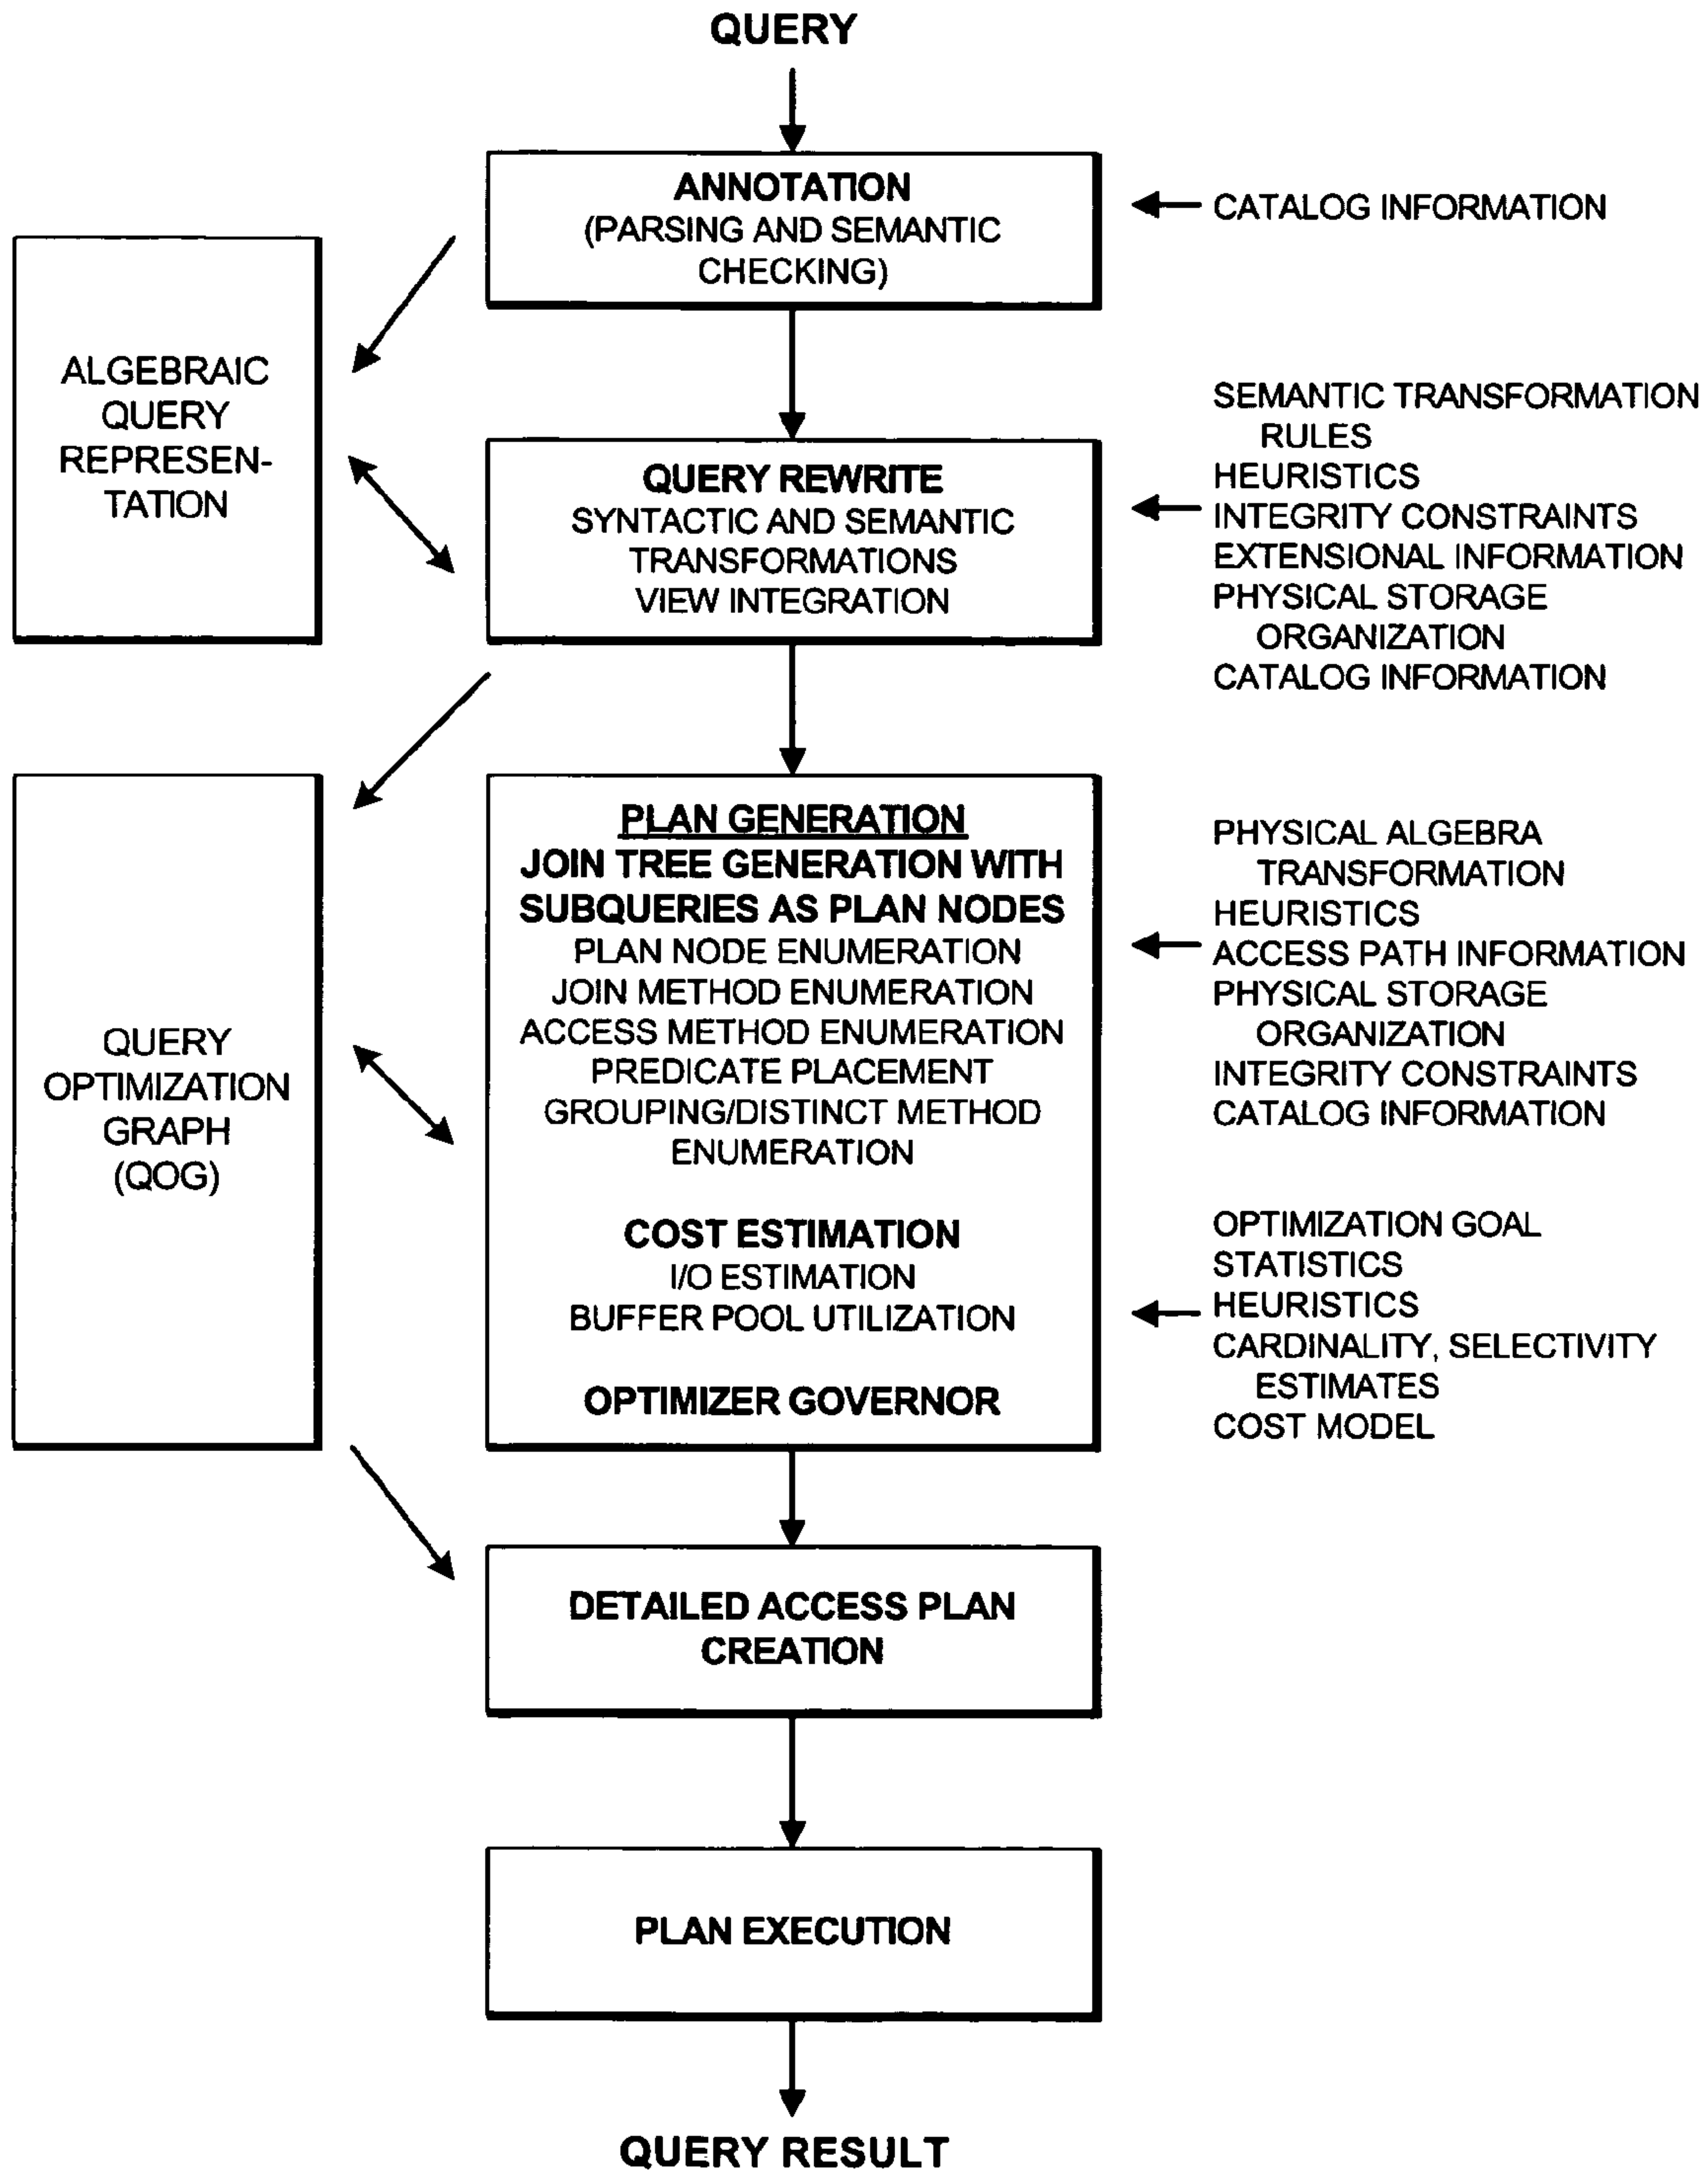 QUERY
ANNOTATION
(PARSING AND SEMANTIC
CHECKING)
CATALOG INFORMATION
ALGEBRAIC
QUERY
REPRESEN-
TATION
QUERY REWRITE
SYNTACTIC AND SEMANTIC
TRANSFORMATIONS
VIEW INTEGRATION
SEMANTIC TRANSFORMATION
RULES
HEURISTICS
INTEGRITY CONSTRAINTS
EXTENSIONAL INFORMATION
PHYSICAL STORAGE
ORGANIZATION
CATALOG INFORMATION
QUERY
OPTIMIZATION
GRAPH
(QOG)
PLAN GENERATION
JOIN TREE GENERATION WITH
SUBQUERIES AS PLAN NODES
PLAN NODE ENUMERATION
JOIN METHOD ENUMERATION
ACCESS METHOD ENUMERATION
PREDICATE PLACEMENT
GROUPING/DISTINCT METHOD
ENUMERATION
COST ESTIMATION
I/O ESTIMATION
BUFFER POOL UTILIZATION
OPTIMIZER GOVERNOR
PHYSICAL ALGEBRA
TRANSFORMATION
HEURISTICS
ACCESS PATH INFORMATION
PHYSICAL STORAGE
ORGANIZATION
INTEGRITY CONSTRAINTS
CATALOG INFORMATION
OPTIMIZATION GOAL
STATISTICS
HEURISTICS
CARDINALITY, SELECTIVITY
ESTIMATES
COST MODEL
DETAILED ACCESS PLAN
CREATION
PLAN EXECUTION
QUERY RESULT